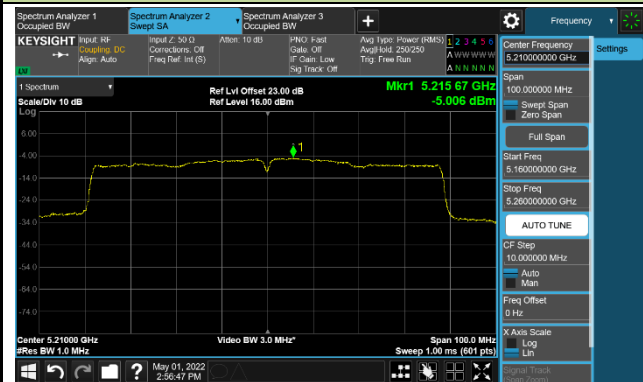 Spectrum Analyzer 1
Occupied BW
Spectrum Analyzer 2
Swept SA
Spectrum Analyzer 3
Occupied BW
Frequency
KEYSIGHT
Input: RF
Coupling: DC
Align: Auto
Input Z: 50 Ω
Corrections: Off
Freq Ref: Int (S)
Atten: 10 dB
PNO: Fast
Gate: Off
IF Gain: Low
Sig Track: Off
Avg Type: Power (RMS)
Avg|Hold: 250/250
Trig: Free Run
1 2 3 4 5 6
A W W W W W
A N N N N N
LVI
1 Spectrum
Scale/Div 10 dB
Log
Ref Lvl Offset 23.00 dB
Ref Level 16.00 dBm
Mkr1 5.215 67 GHz
-5.006 dBm
1
6.00
-4.00
-14.0
-24.0
-34.0
-44.0
-54.0
-64.0
-74.0
Center 5.21000 GHz
#Res BW 1.0 MHz
Video BW 3.0 MHz*
Span 100.0 MHz
Sweep 1.00 ms (601 pts)
May 01, 2022
2:56:47 PM
Center Frequency
5.210000000 GHz
Span
100.000000 MHz
Swept Span
Zero Span
Full Span
Start Freq
5.160000000 GHz
Stop Freq
5.260000000 GHz
AUTO TUNE
CF Step
10.000000 MHz
Auto
Man
Freq Offset
0 Hz
X Axis Scale
Log
Lin
Signal Track
(Span Zoom)
Settings